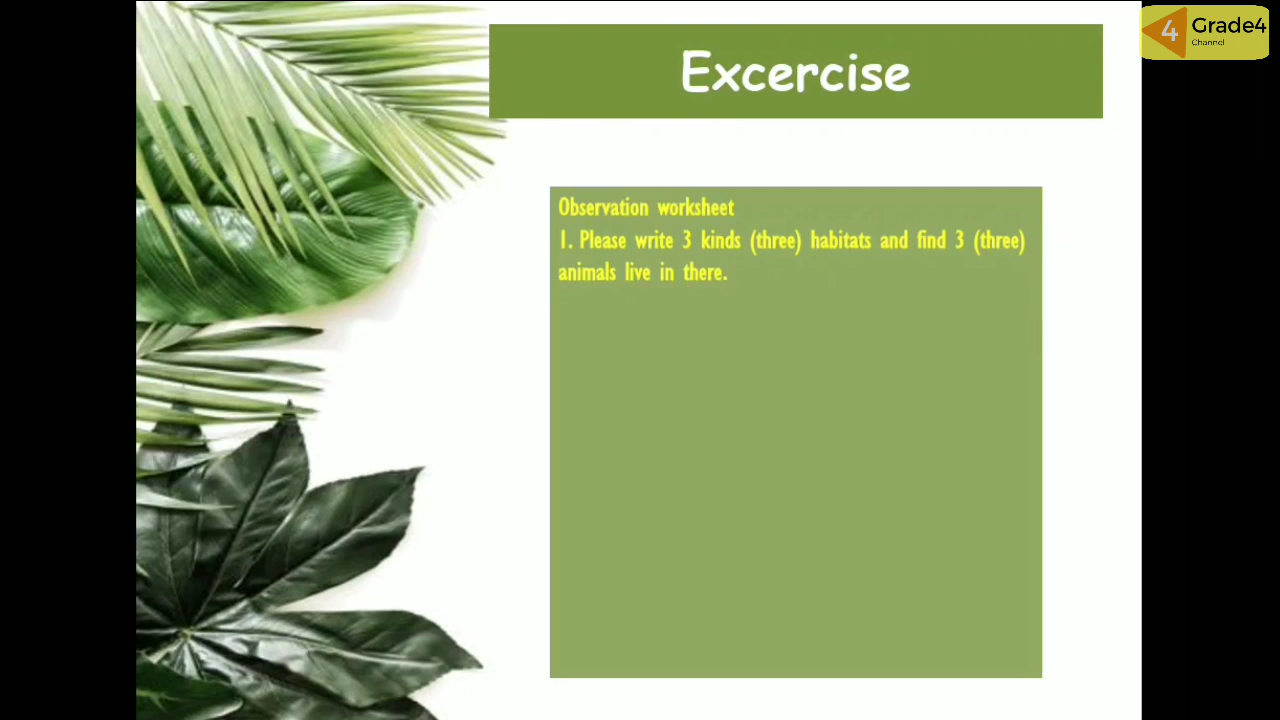 4 Grade4
Channel
Excercise
Observation worksheet
1. Please write 3 kinds (three) habitats and find 3 (three)
animals live in there.